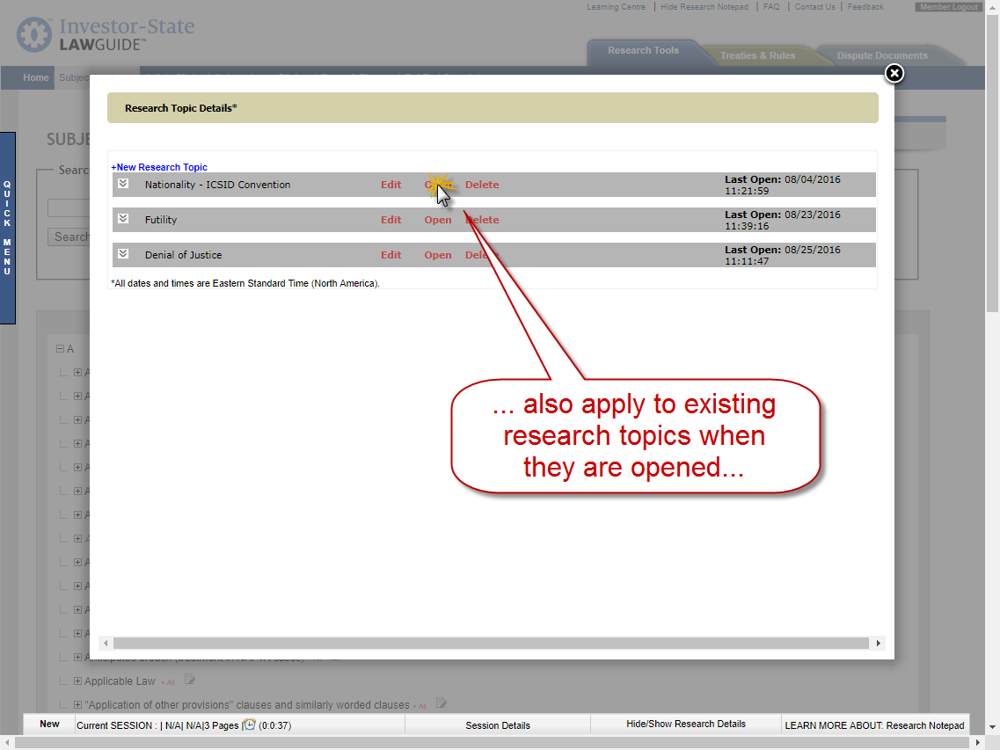 Learning Centre | Hide Research Notepad | FAQ | Contact Us | Feedback Member Logout
Investor-State
LAWGUIDE™
Research Tools Treaties & Rules Dispute Documents
Home
Research Topic Details*
+New Research Topic
Nationality - ICSID Convention Edit Delete Last Open: 08/04/2016
11:21:59
Futility Edit Open Delete Last Open: 08/23/2016
11:39:16
Denial of Justice Edit Open Last Open: 08/25/2016
11:11:47
*All dates and times are Eastern Standard Time (North America).
QUICK MENU
Search
A
... also apply to existing
research topics when
they are opened...
Applicable Law + All
"Application of other provisions" clauses and similarly worded clauses + All
New Current SESSION : | N/A| N/A|3 Pages | (0:0:37) Session Details Hide/Show Research Details LEARN MORE ABOUT: Research Notepad